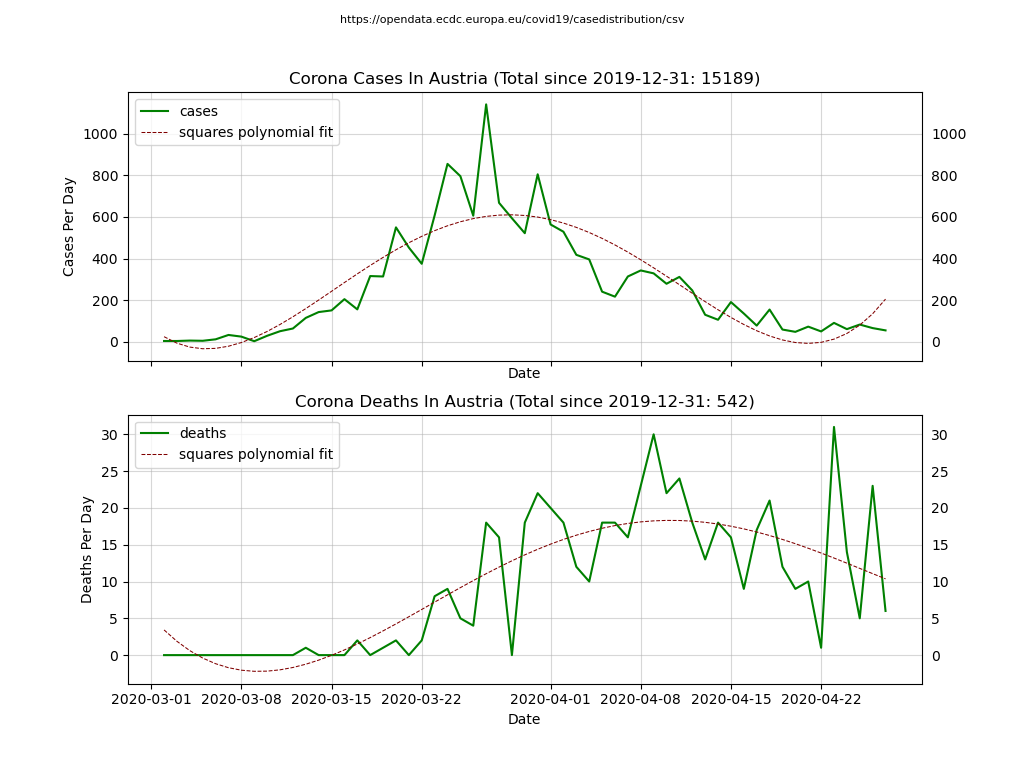 https://opendata.ecdc.europa.eu/covid19/casedistribution/csv
Corona Cases In Austria (Total since 2019-12-31: 15189)
cases
squares polynomial fit
Cases Per Day
1000 1000
800 800
600 600
400 400
200 200
0 0
Date
Corona Deaths In Austria (Total since 2019-12-31: 542)
deaths
squares polynomial fit
Deaths Per Day
30 30
25 25
20 20
15 15
10 10
5 5
0 0
2020-03-01 2020-03-08 2020-03-15 2020-03-22 2020-04-01 2020-04-08 2020-04-15 2020-04-22
Date